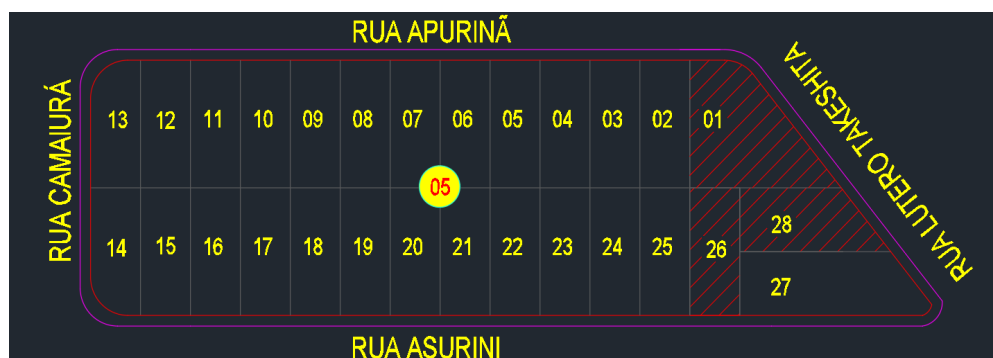 RUA APURINÃ
RUA CAMAIURÁ
RUA LUTERO TAKESHITA
13 12 11 10 09 08 07 06 05 04 03 02 01
05
14 15 16 17 18 19 20 21 22 23 24 25 26 28
27
RUA ASURINI